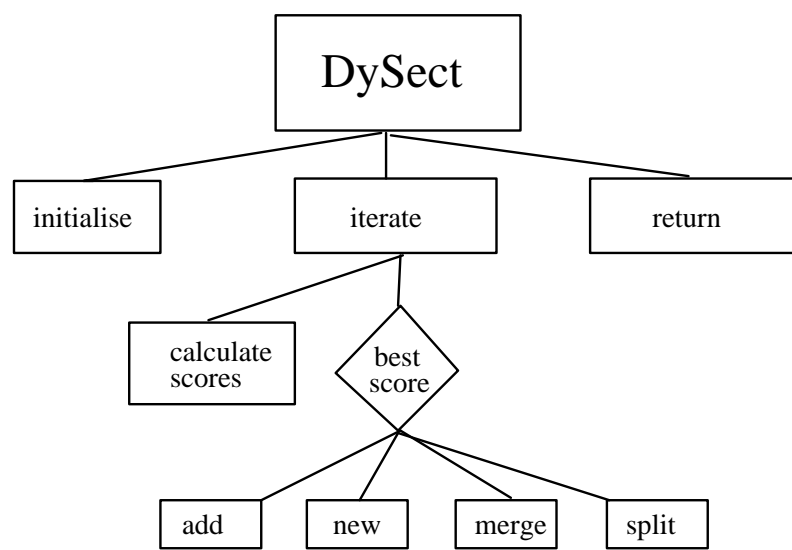 DySect
initialise
iterate
return
calculate
scores
best
score
add
new
merge
split